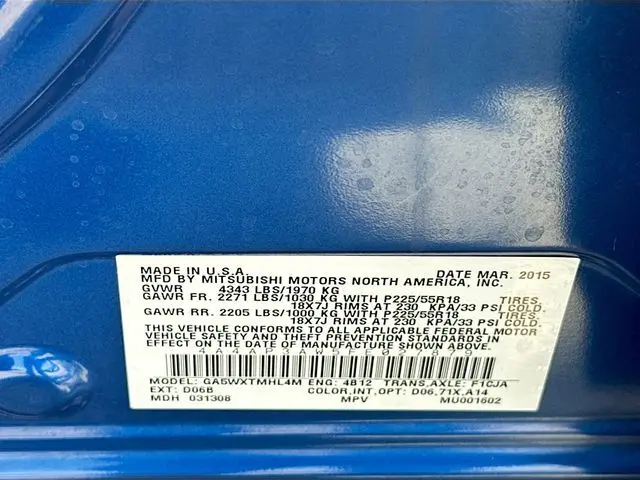 MADE IN U.S.A. DATE MAR. 2015
MFD BY MITSUBISHI MOTORS NORTH AMERICA, INC.
GVWR 4343 LBS/1970 KG
GAWR FR. 2271 LBS/1030 KG WITH P225/55R18 TIRES,
18X7J RIMS AT 230 KPA/33 PSI COLD.
GAWR RR. 2205 LBS/1000 KG WITH P225/55R18 TIRES,
18X7J RIMS AT 230 KPA/33 PSI COLD.
THIS VEHICLE CONFORMS TO ALL APPLICABLE FEDERAL MOTOR
VEHICLE SAFETY AND THEFT PREVENTION STANDARDS IN
EFFECT ON THE DATE OF MANUFACTURE SHOWN ABOVE.
4A4AP3AW5FE027879
MODEL: GA5WXTMHL4M ENG: 4B12 TRANS,AXLE: F1CJA
EXT: D06B COLOR,INT,OPT: D06,71X,A14
MDH 031308 MPV MU001602